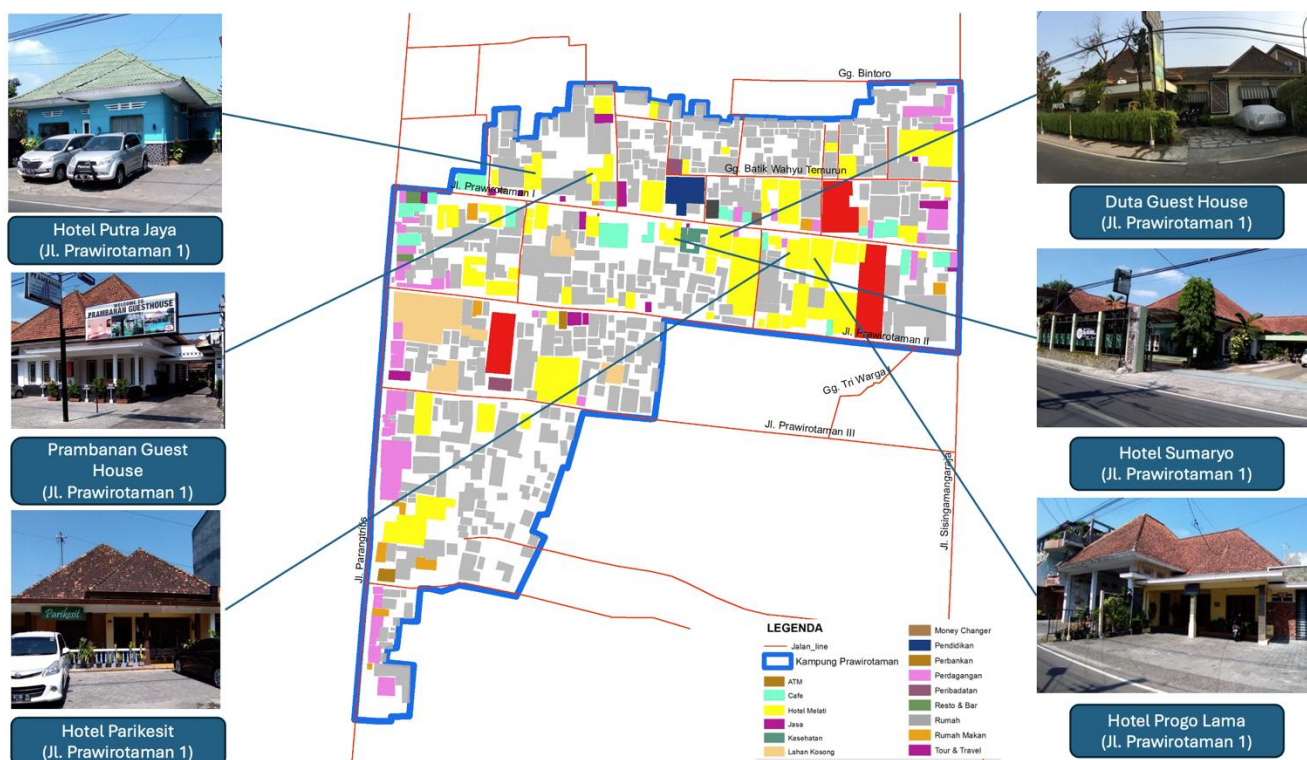 Hotel Putra Jaya
(Jl. Prawirotaman 1)
WELCOME TO
PRAMBANAN GUESTHOUSE
Prambanan Guest
House
(Jl. Prawirotaman 1)
Parikesit
Hotel Parikesit
(Jl. Prawirotaman 1)
Gg. Bintoro
Gg. Batik Wahyu Temurun
Jl. Prawirotaman I
Jl. Prawirotaman II
Gg. Tri Warga
Jl. Prawirotaman III
Jl. Parangtritis
Jl. Sisingamangaraja
LEGENDA
Jalan_line
Kampung Prawirotaman
ATM
Cafe
Hotel Melati
Jasa
Kesehatan
Lahan Kosong
Money Changer
Pendidikan
Perbankan
Perdagangan
Peribadatan
Resto & Bar
Rumah
Rumah Makan
Tour & Travel
Duta Guest House
(Jl. Prawirotaman 1)
Hotel Sumaryo
(Jl. Prawirotaman 1)
Hotel Progo Lama
(Jl. Prawirotaman 1)